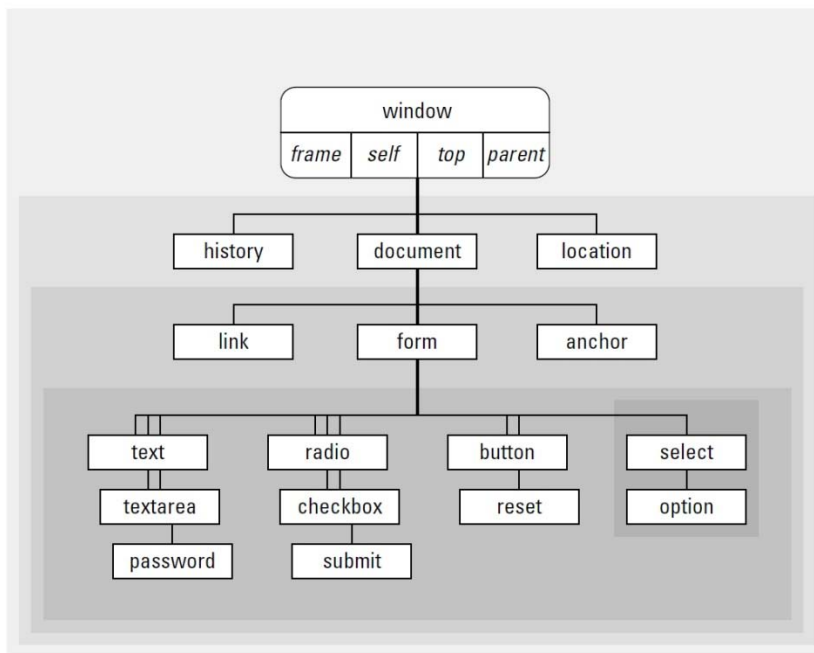 window
frame self top parent
history document location
link form anchor
text radio button select
textarea checkbox reset option
password submit